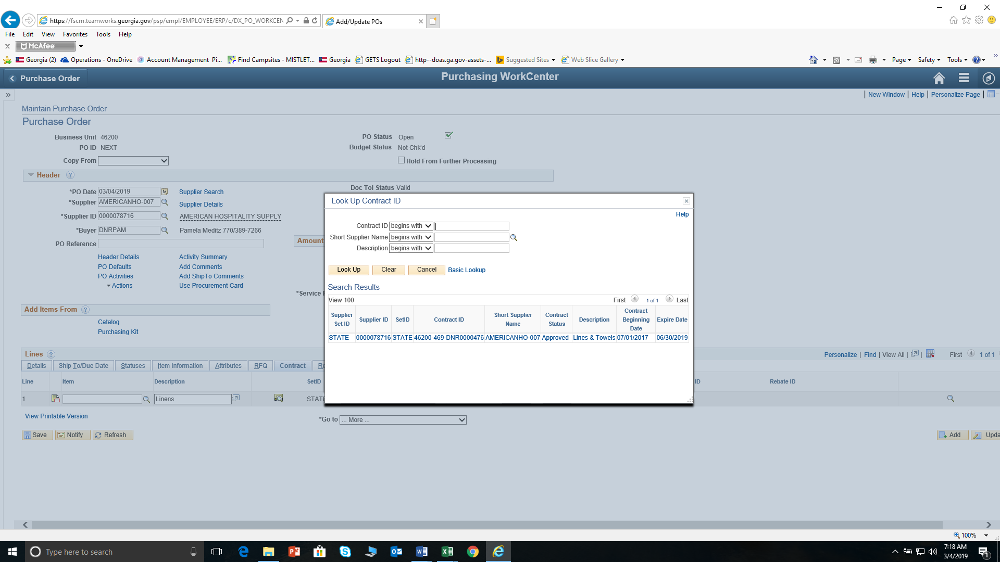 https://fscm.teamworks.georgia.gov/psp/empl/EMPLOYEE/ERP/c/DX_PO_WORKCEN
Add/Update POs
File Edit View Favorites Tools Help
McAfee
Georgia (2) Operations - OneDrive Account Management Pi... Find Campsites - MISTLET... Georgia GETS Logout http--doas.ga.gov-assets-... Suggested Sites Web Slice Gallery Page Safety Tools
Purchase Order
Purchasing WorkCenter
New Window | Help | Personalize Page
Maintain Purchase Order
Purchase Order
Business Unit 46200
PO Status Open
PO ID NEXT
Budget Status Not Chk'd
Copy From
Hold From Further Processing
Header
Doc Tol Status Valid
*PO Date 03/04/2019 Supplier Search
*Supplier AMERICANHO-007 Supplier Details
*Supplier ID 0000078716 AMERICAN HOSPITALITY SUPPLY
*Buyer DNRPAM Pamela Meditz 770/389-7266
PO Reference
Amount
Header Details Activity Summary
PO Defaults Add Comments
PO Activities Add ShipTo Comments
Actions Use Procurement Card
*Service
Add Items From
Catalog
Purchasing Kit
Look Up Contract ID
Help
Contract ID begins with
Short Supplier Name begins with
Description begins with
Look Up Clear Cancel Basic Lookup
Search Results
View 100 First 1 of 1 Last
Supplier Set ID Supplier ID SetID Contract ID Short Supplier Name Contract Status Description Contract Beginning Date Expire Date
STATE 0000078716 STATE 46200-469-DNR0000476 AMERICANHO-007 Approved Lines & Towels 07/01/2017 06/30/2019
Lines
Personalize | Find | View All | First 1 of 1
Details Ship To/Due Date Statuses Item Information Attributes RFQ Contract Re
Line Item Description SetID ID Rebate ID
1 Linens STATE
View Printable Version
*Go to ... More ...
Save Notify Refresh
Add Upda
100%
Type here to search
7:18 AM
3/4/2019
1